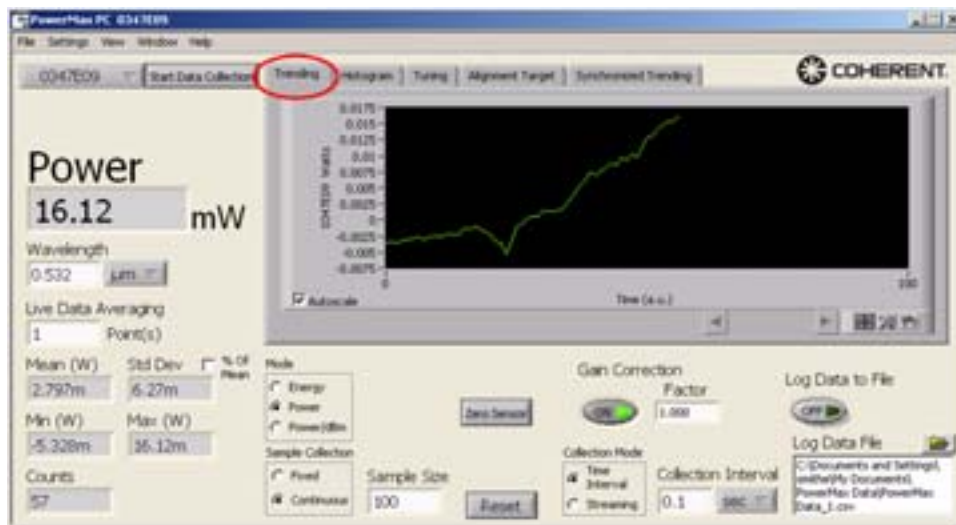 PowerMax PC 0347E09
File Settings View Window Help
0347E09
Start Data Collection
Trending
Histogram
Tuning
Alignment Target
Synchronized Trending
COHERENT.
Power
16.12 mW
Wavelength
0.532 µm
Live Data Averaging
1 Point(s)
Mean (W) Std Dev % Of Mean
2.797m 6.27m
Min (W) Max (W)
-5.328m 16.12m
Counts
57
0347E09 Watts
0.0175
0.015
0.0125
0.01
0.0075
0.005
0.0025
0
-0.0025
-0.005
-0.0075
0 100
Time (a.u.)
Autoscale
Mode
Energy
Power
Power/dBm
Zero Sensor
Sample Collection
Fixed
Continuous
Sample Size
100
Reset
Gain Correction
Factor
ON 1.000
Collection Mode
Time Interval
Streaming
Collection Interval
0.1 sec
Log Data to File
OFF
Log Data File
C:\Documents and Settings\
smithe\My Documents\
PowerMax Data\PowerMax
Data_1.csv